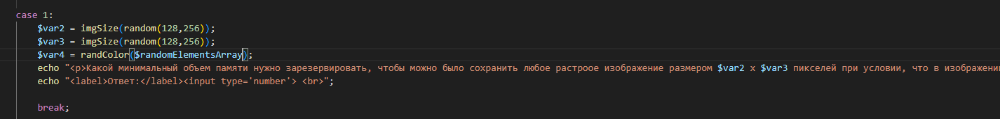 case 1:
$var2 = imgSize(random(128,256));
$var3 = imgSize(random(128,256));
$var4 = randColor($randomElementsArray);
echo "<p>Какой минимальный объем памяти нужно зарезервировать, чтобы можно было сохранить любое растроое изображение размером $var2 x $var3 пикселей при условии, что в изображени
echo "<label>Ответ:</label><input type='number'> <br>";
break;